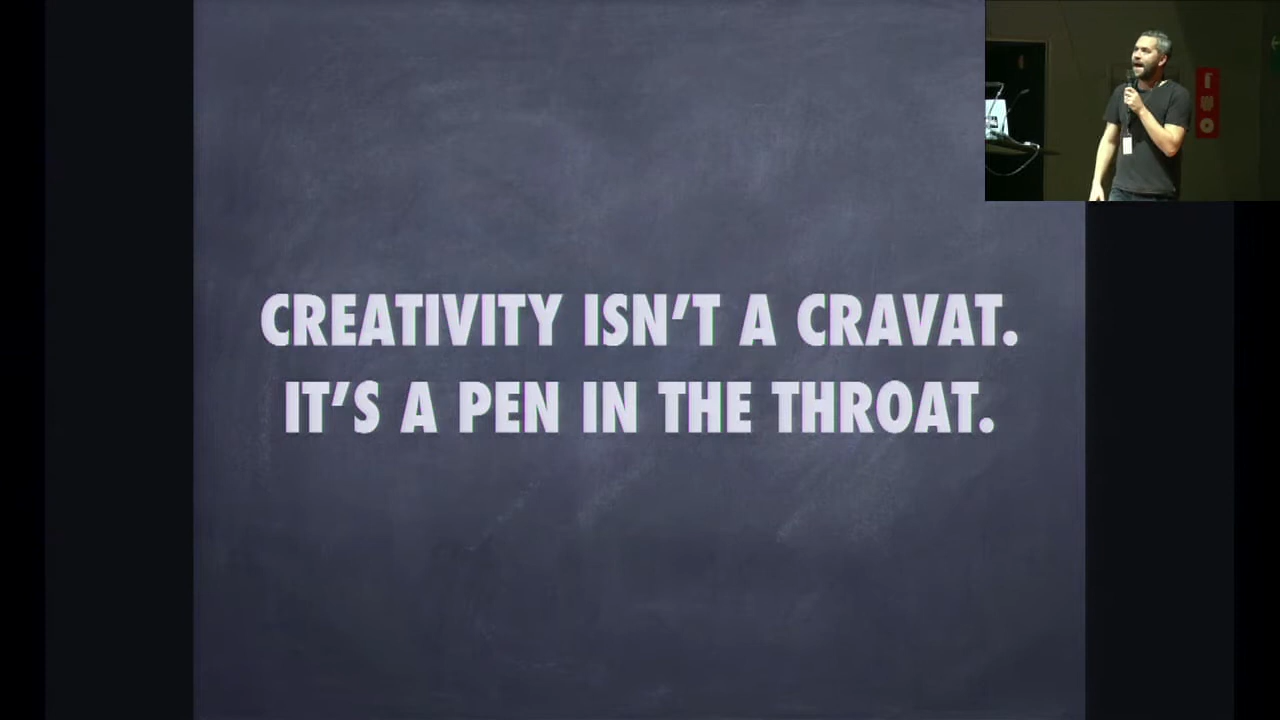 CREATIVITY ISN'T A CRAVAT.
IT'S A PEN IN THE THROAT.